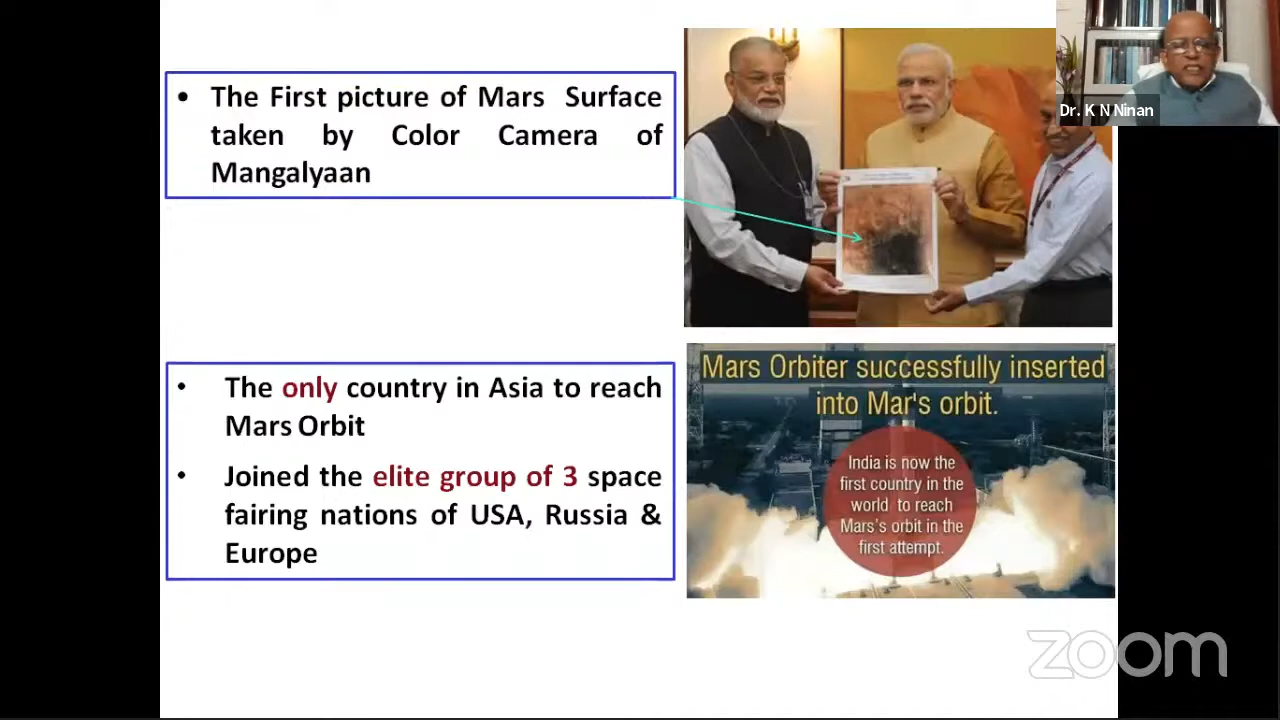 • The First picture of Mars Surface
taken by Color Camera of
Mangalyaan
Dr. K N Ninan
• The only country in Asia to reach
Mars Orbit
• Joined the elite group of 3 space
fairing nations of USA, Russia &
Europe
Mars Orbiter successfully inserted
into Mar's orbit.
India is now the
first country in the
world to reach
Mars's orbit in the
first attempt.
zoom